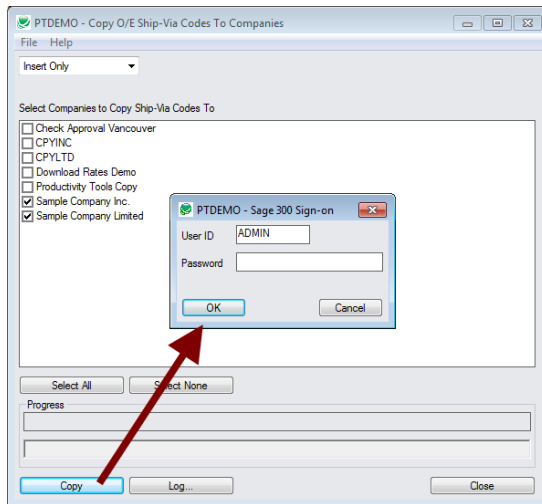 PTDEMO - Copy O/E Ship-Via Codes To Companies
File Help
Insert Only
Select Companies to Copy Ship-Via Codes To
Check Approval Vancouver
CPYINC
CPYLTD
Download Rates Demo
Productivity Tools Copy
Sample Company Inc.
Sample Company Limited
PTDEMO - Sage 300 Sign-on
User ID ADMIN
Password
OK Cancel
Select All Select None
Progress
Copy Log... Close